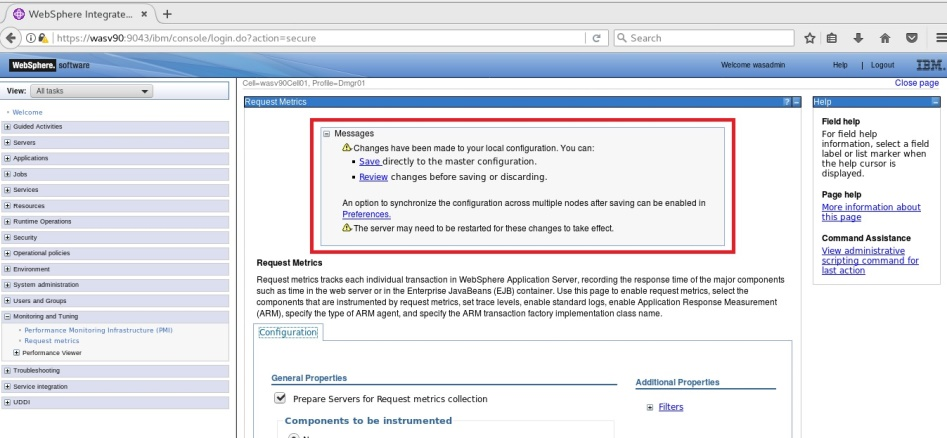 WebSphere Integrate...
https://wasv90:9043/ibm/console/login.do?action=secure
Search
WebSphere. software
Welcome wasadmin
Help | Logout
IBM.
View: All tasks
Welcome
Guided Activities
Servers
Applications
Jobs
Services
Resources
Runtime Operations
Security
Operational policies
Environment
System administration
Users and Groups
Monitoring and Tuning
Performance Monitoring Infrastructure (PMI)
Request metrics
Performance Viewer
Troubleshooting
Service integration
UDDI
Cell=wasv90Cell01, Profile=Dmgr01
Close page
Request Metrics
?
Messages
Changes have been made to your local configuration. You can:
Save directly to the master configuration.
Review changes before saving or discarding.
An option to synchronize the configuration across multiple nodes after saving can be enabled in
Preferences.
The server may need to be restarted for these changes to take effect.
Request Metrics
Request metrics tracks each individual transaction in WebSphere Application Server, recording the response time of the major components
such as time in the web server or in the Enterprise JavaBeans (EJB) container. Use this page to enable request metrics, select the
components that are instrumented by request metrics, set trace levels, enable standard logs, enable Application Response Measurement
(ARM), specify the type of ARM agent, and specify the ARM transaction factory implementation class name.
Configuration
General Properties
Prepare Servers for Request metrics collection
Components to be instrumented
Additional Properties
Filters
Help
Field help
For field help
information, select a field
label or list marker when
the help cursor is
displayed.
Page help
More information about
this page
Command Assistance
View administrative
scripting command for
last action